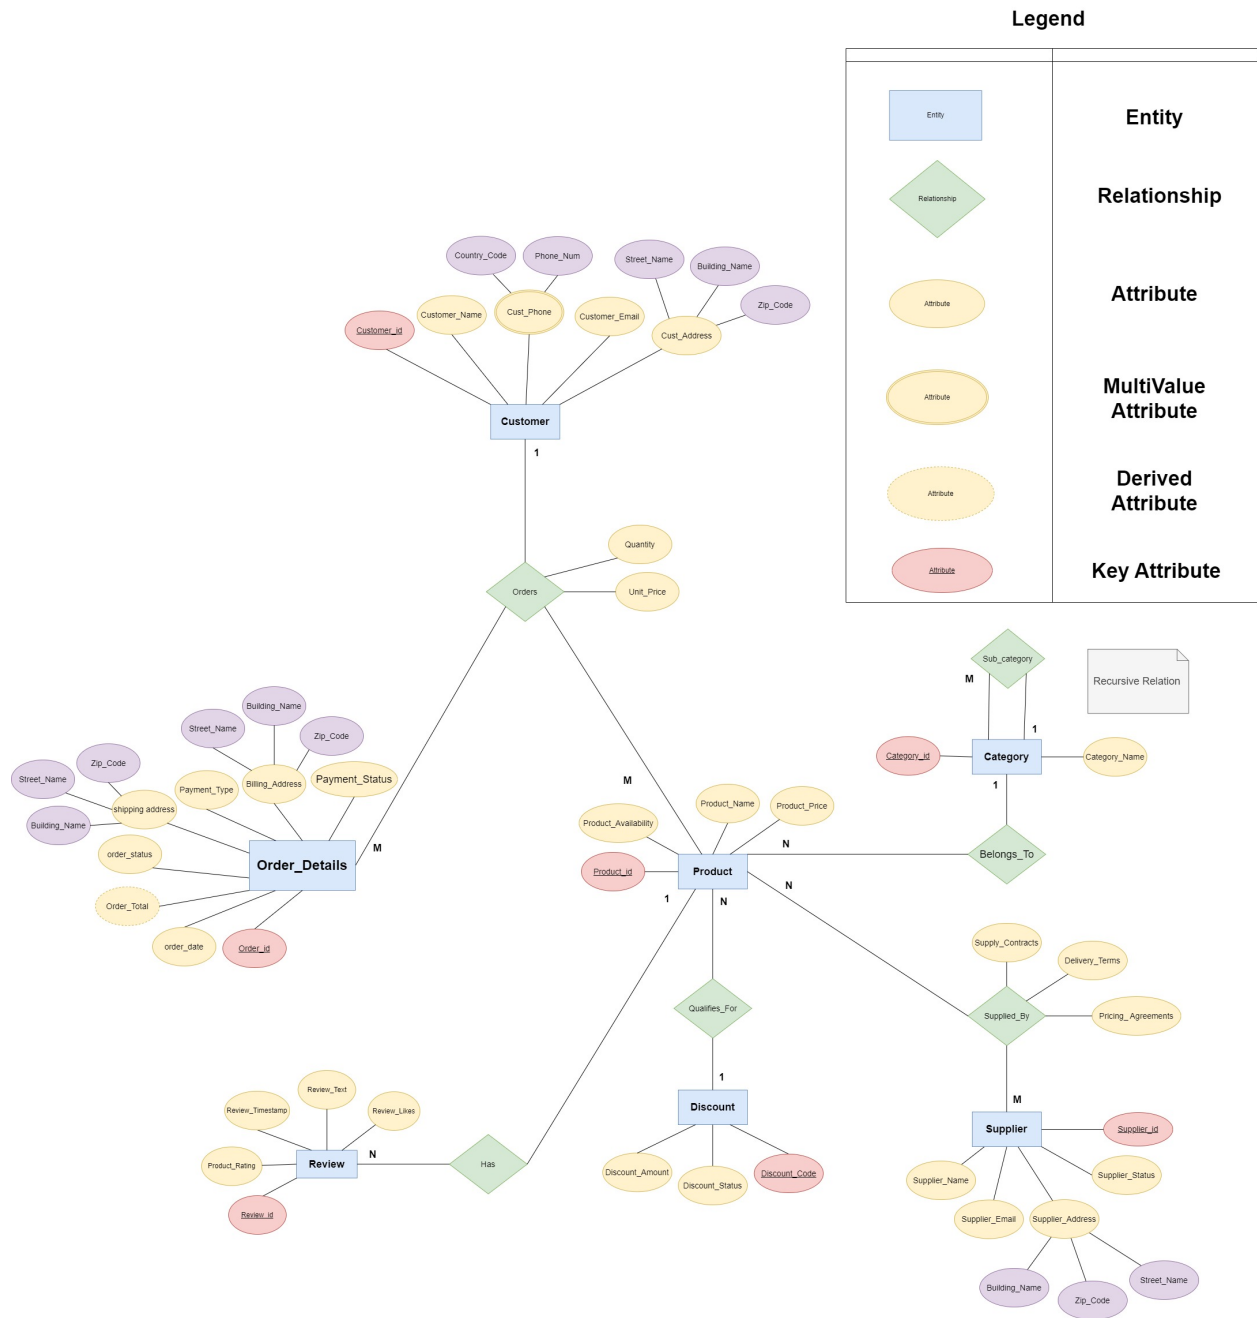 Legend
Entity
Entity
Relationship
Relationship
Attribute
Attribute
Attribute
MultiValue
Attribute
Attribute
Derived
Attribute
Attribute
Key Attribute
Country_Code
Phone_Num
Street_Name
Building_Name
Zip_Code
Customer_id
Customer_Name
Cust_Phone
Customer_Email
Cust_Address
Customer
1
Quantity
Orders
Unit_Price
Sub_category
M
Recursive Relation
1
Category_id
Category
Category_Name
1
Building_Name
Street_Name
Zip_Code
Zip_Code
Street_Name
Payment_Type
Billing_Address
Payment_Status
shipping address
Building_Name
order_status
Order_Details
M
Order_Total
order_date
Order_id
M
Product_Availability
Product_Name
Product_Price
N
Belongs_To
Product_id
Product
N
1
N
Supply_Contracts
Delivery_Terms
Qualifies_For
Supplied_By
Pricing_ Agreements
1
M
Review_Text
Review_Timestamp
Review_Likes
Product_Rating
Review
N
Has
Review_id
Discount
Discount_Amount
Discount_Status
Discount_Code
Supplier
Supplier_id
Supplier_Name
Supplier_Status
Supplier_Email
Supplier_Address
Building_Name
Zip_Code
Street_Name